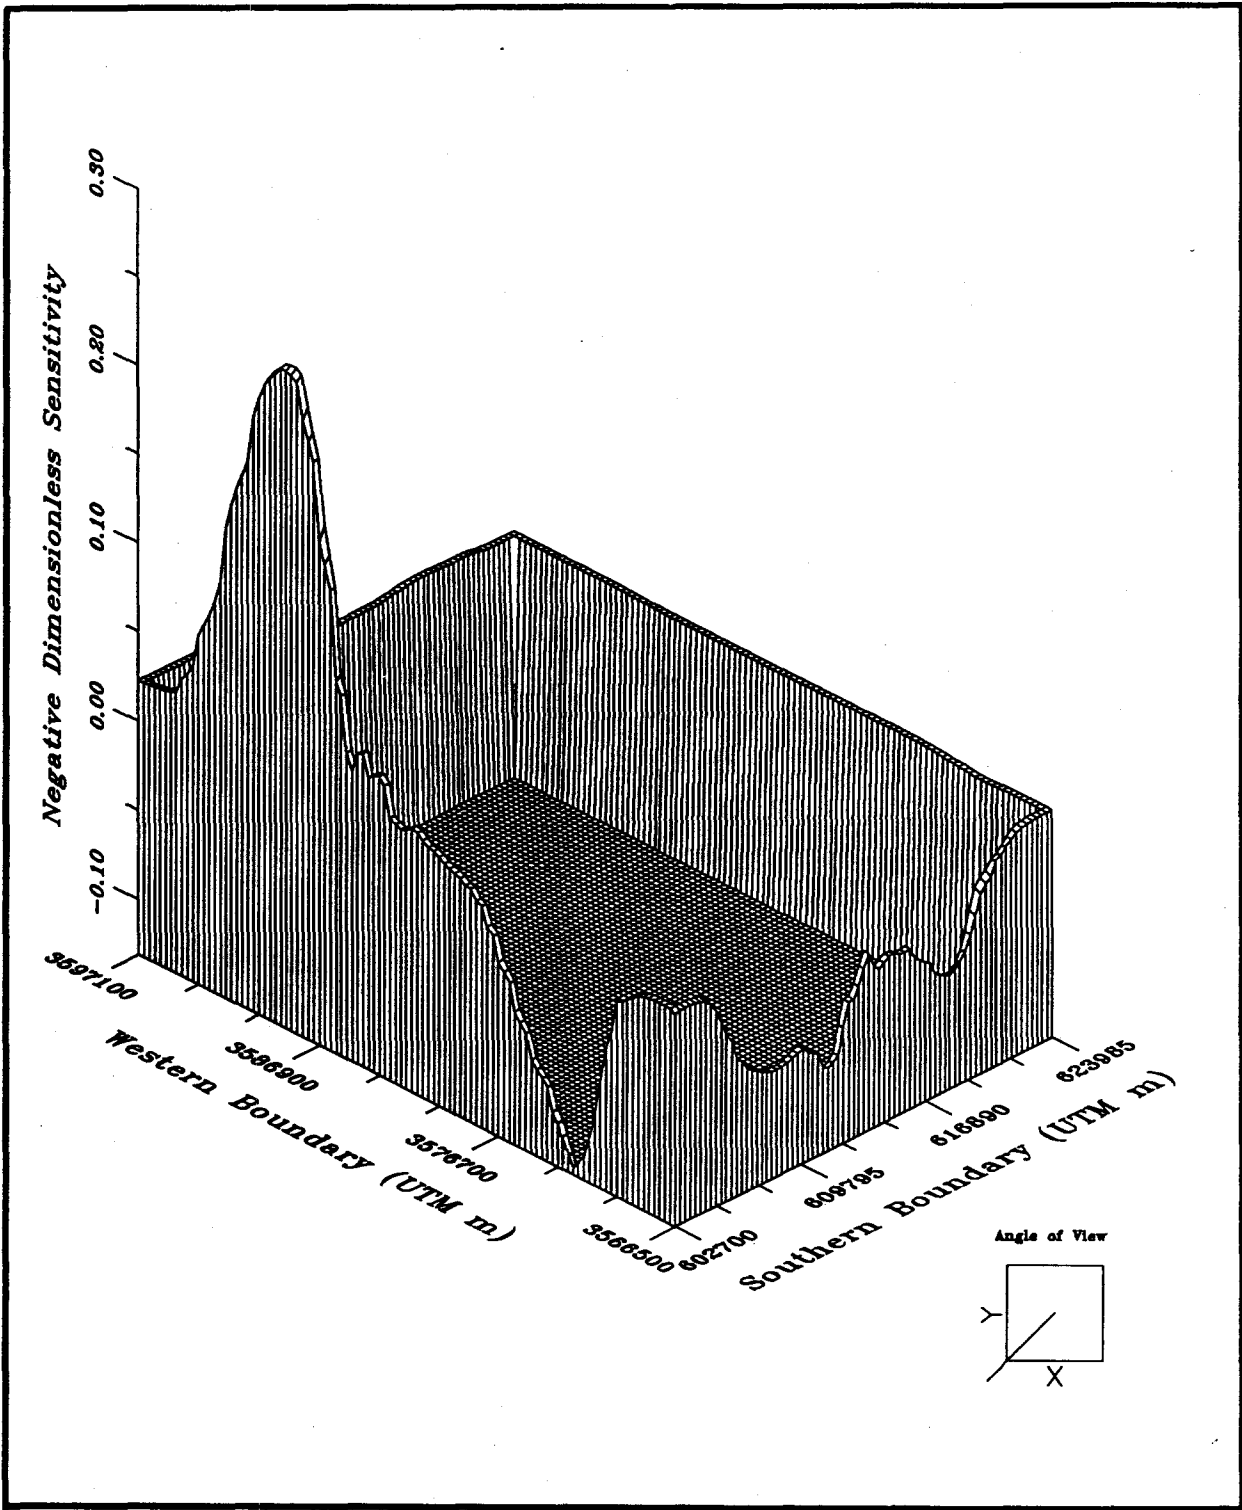 0.30
0.20
0.10
0.00
-0.10
Negative Dimensionless Sensitivity
3597100
3586900
3576700
3566500
Western Boundary (UTM m)
602700
609795
616890
623985
Southern Boundary (UTM m)
Angle of View
Y
X